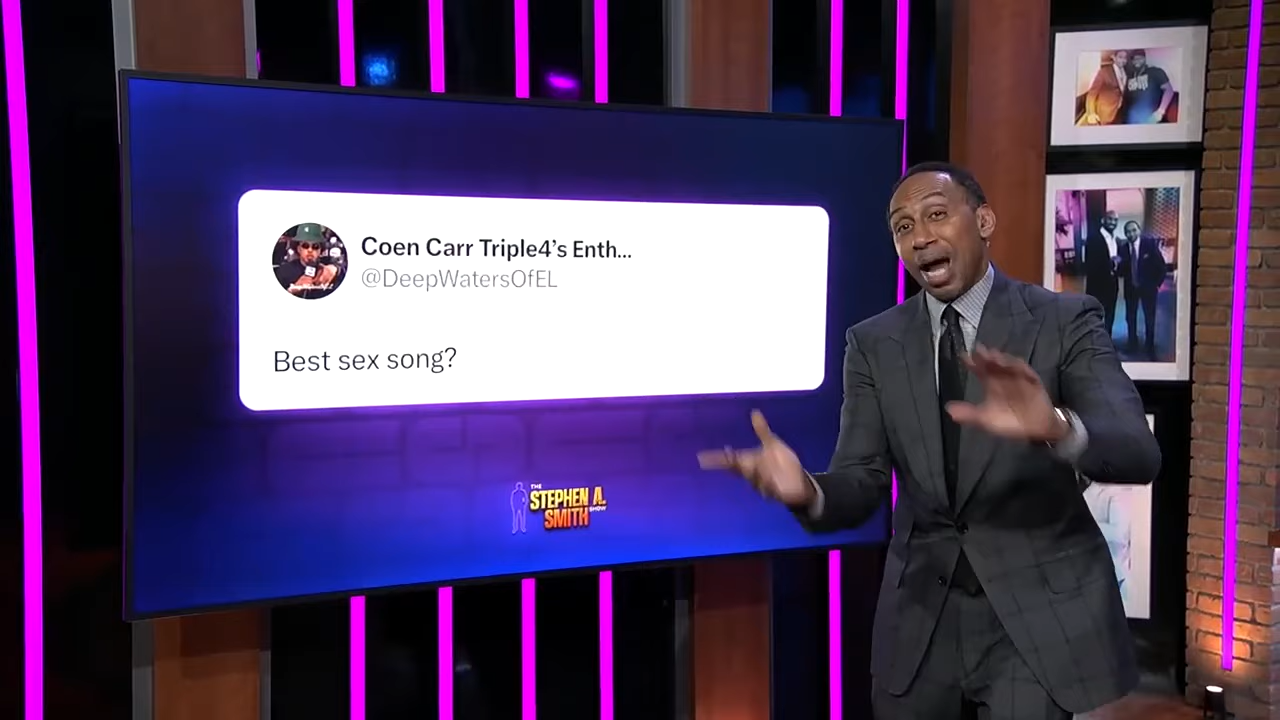 Coen Carr Triple4's Enth...
@DeepWatersOfEL
Best sex song?
THE
STEPHEN A.
SMITH
SHOW